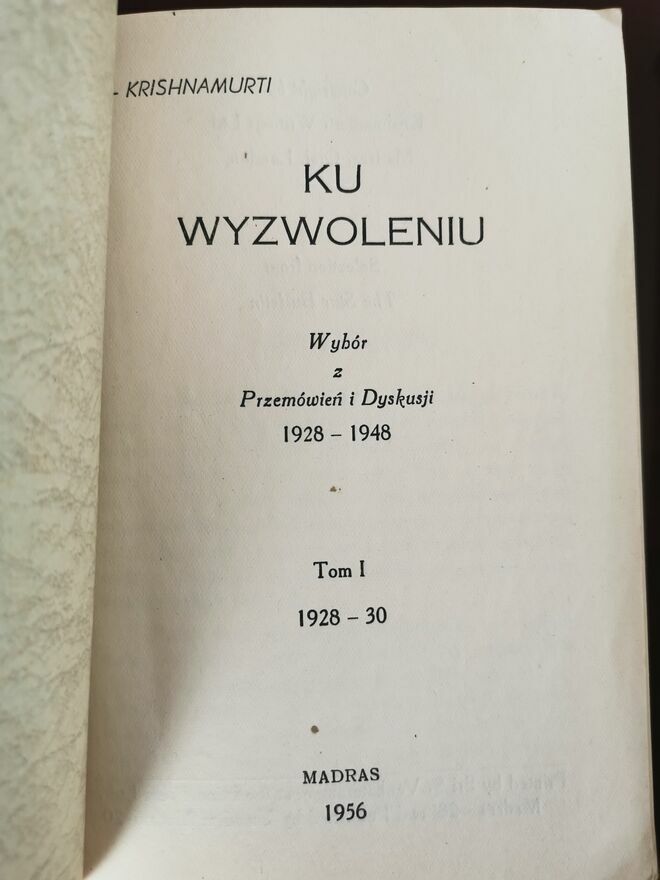 - KRISHNAMURTI
KU
WYZWOLENIU
Wybór
z
Przemówień i Dyskusji
1928 – 1948
Tom I
1928 – 30
MADRAS
1956